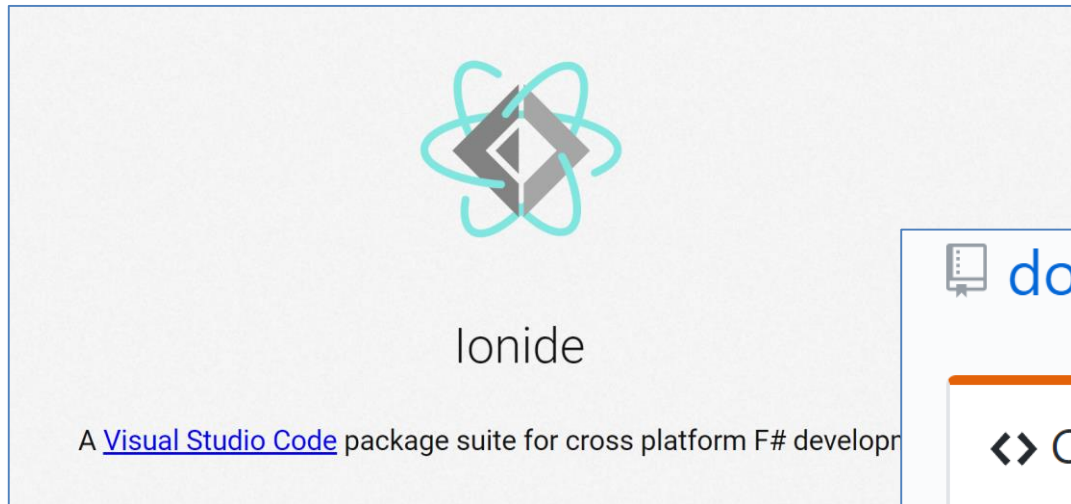 Ionide
A Visual Studio Code package suite for cross platform F# developm
do
<> C